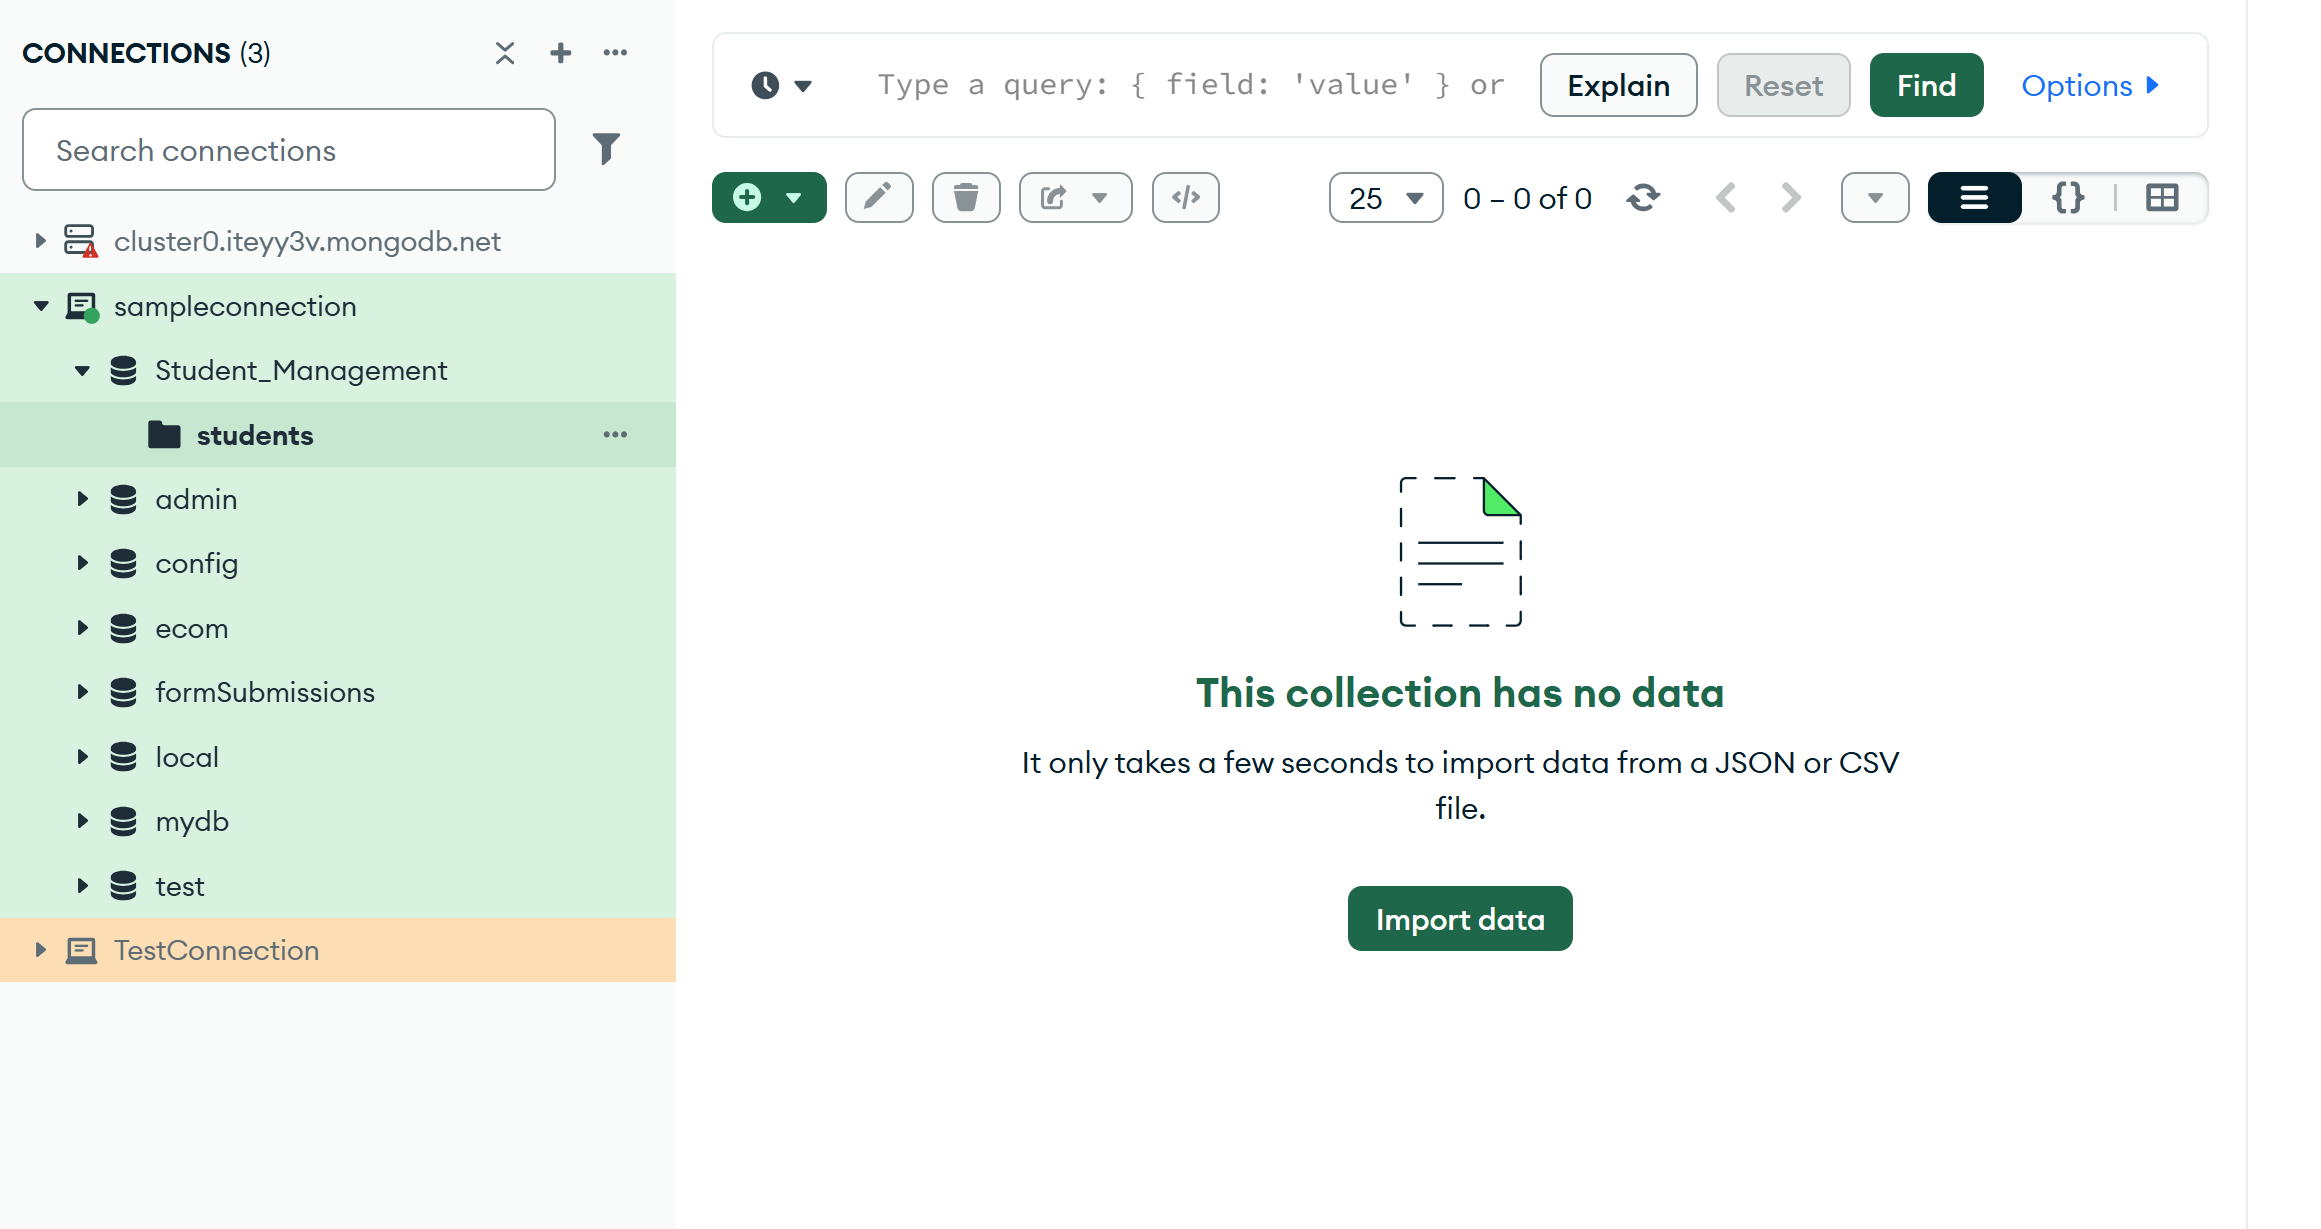 CONNECTIONS (3)
Search connections
cluster0.iteyy3v.mongodb.net
sampleconnection
Student_Management
students
admin
config
ecom
formSubmissions
local
mydb
test
TestConnection
Type a query: { field: 'value' } or
Explain
Reset
Find
Options
25
0 – 0 of 0
This collection has no data
It only takes a few seconds to import data from a JSON or CSV
file.
Import data